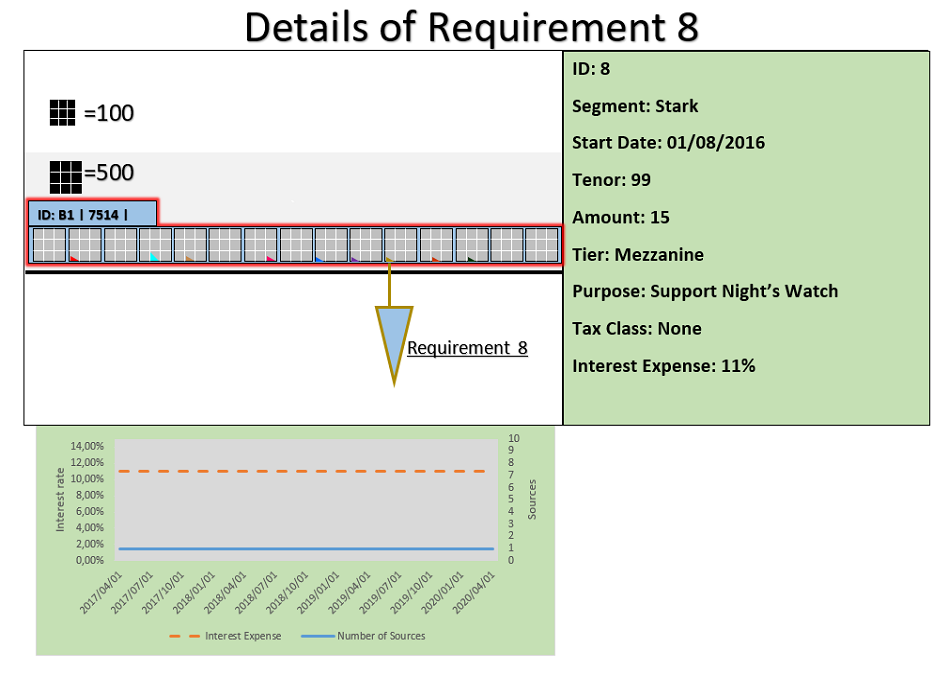 Details of Requirement 8
=100
=500
ID: B1 | 7514 |
Requirement 8
ID: 8
Segment: Stark
Start Date: 01/08/2016
Tenor: 99
Amount: 15
Tier: Mezzanine
Purpose: Support Night's Watch
Tax Class: None
Interest Expense: 11%
Interest rate
14,00%
12,00%
10,00%
8,00%
6,00%
4,00%
2,00%
0,00%
10
9
8
7
6
5
4
3
2
1
0
Sources
2017/04/01
2017/07/01
2017/10/01
2018/01/01
2018/04/01
2018/07/01
2018/10/01
2019/01/01
2019/04/01
2019/07/01
2019/10/01
2020/01/01
2020/04/01
Interest Expense
Number of Sources